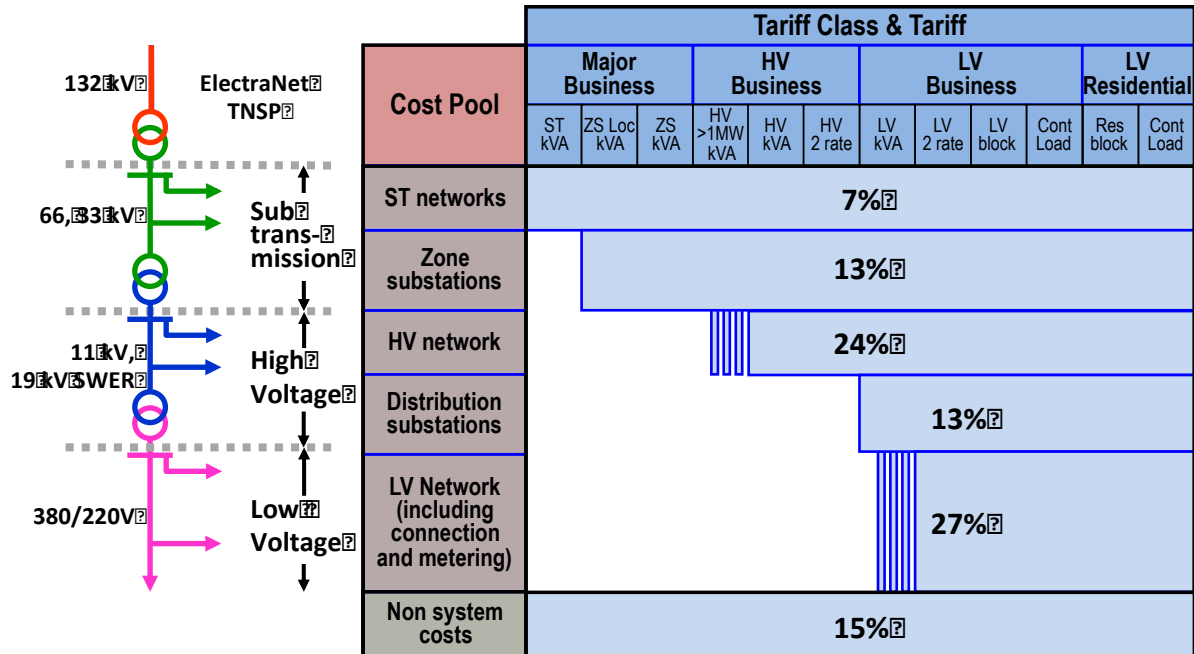 132 kV
ElectraNet
TNSP
66, 33 kV
Sub
trans-
mission
11 kV,
19 kV SWER
High
Voltage
380/220V
Low
Voltage
Tariff Class & Tariff
Cost Pool
Major
Business
HV
Business
LV
Business
LV
Residential
ST
kVA
ZS Loc
kVA
ZS
kVA
HV
>1MW
kVA
HV
kVA
HV
2 rate
LV
kVA
LV
2 rate
LV
block
Cont
Load
Res
block
Cont
Load
ST networks
7%
Zone
substations
13%
HV network
24%
Distribution
substations
13%
LV Network
(including
connection
and metering)
27%
Non system
costs
15%